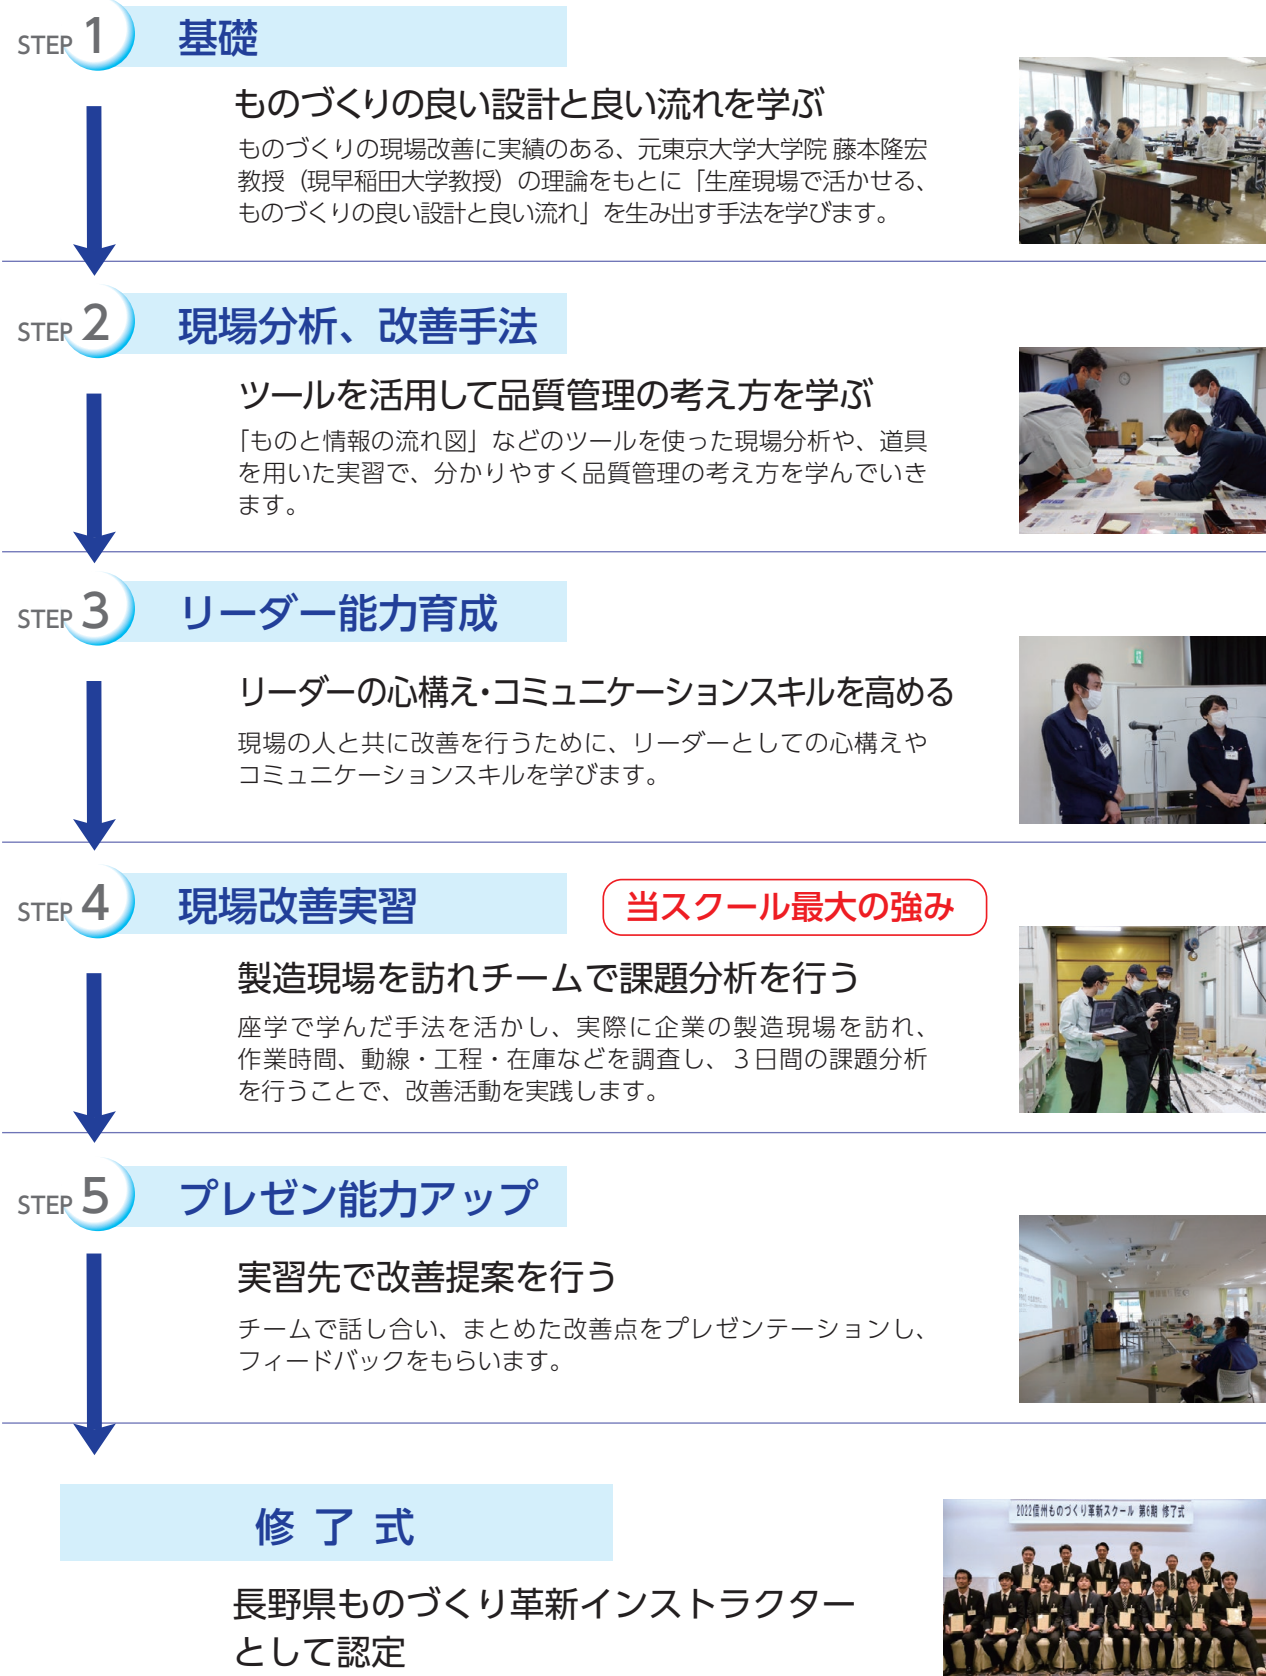 STEP 1 基礎
ものづくりの良い設計と良い流れを学ぶ
ものづくりの現場改善に実績のある、元東京大学大学院 藤本隆宏
教授（現早稲田大学教授）の理論をもとに「生産現場で活かせる、
ものづくりの良い設計と良い流れ」を生み出す手法を学びます。
STEP 2 現場分析、改善手法
ツールを活用して品質管理の考え方を学ぶ
「ものと情報の流れ図」などのツールを使った現場分析や、道具
を用いた実習で、分かりやすく品質管理の考え方を学んでいき
ます。
STEP 3 リーダー能力育成
リーダーの心構え・コミュニケーションスキルを高める
現場の人と共に改善を行うために、リーダーとしての心構えや
コミュニケーションスキルを学びます。
STEP 4 現場改善実習
当スクール最大の強み
製造現場を訪れチームで課題分析を行う
座学で学んだ手法を活かし、実際に企業の製造現場を訪れ、
作業時間、動線・工程・在庫などを調査し、３日間の課題分析
を行うことで、改善活動を実践します。
STEP 5 プレゼン能力アップ
実習先で改善提案を行う
チームで話し合い、まとめた改善点をプレゼンテーションし、
フィードバックをもらいます。
修了式
2022信州ものづくり革新スクール 第6期 修了式
長野県ものづくり革新インストラクター
として認定